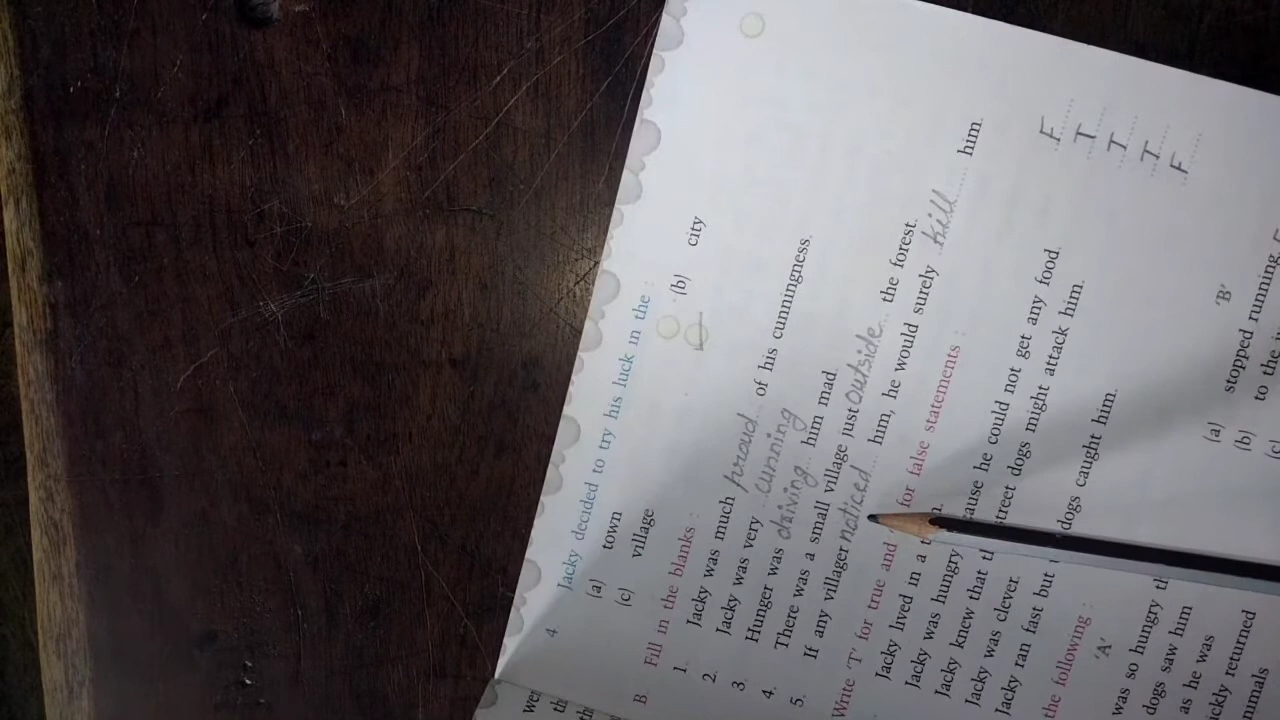 4. Jacky decided to try his luck in the :
(a) town (b) city
(c) village
B. Fill in the blanks :
1. Jacky was much proud of his cunningness.
2. Jacky was very cunning
3. Hunger was driving him mad.
4. There was a small village just outside the forest.
5. If any villager noticed him, he would surely kill him.
Write 'T' for true and for false statements :
Jacky lived in a F
Jacky was hungry he could not get any food. T
Jacky knew that street dogs might attack him. T
Jacky was clever. T
Jacky ran fast but dogs caught him. F
the following :
'A' 'B'
was so hungry (a) stopped running
dogs saw him (b) to the
as he was
returned